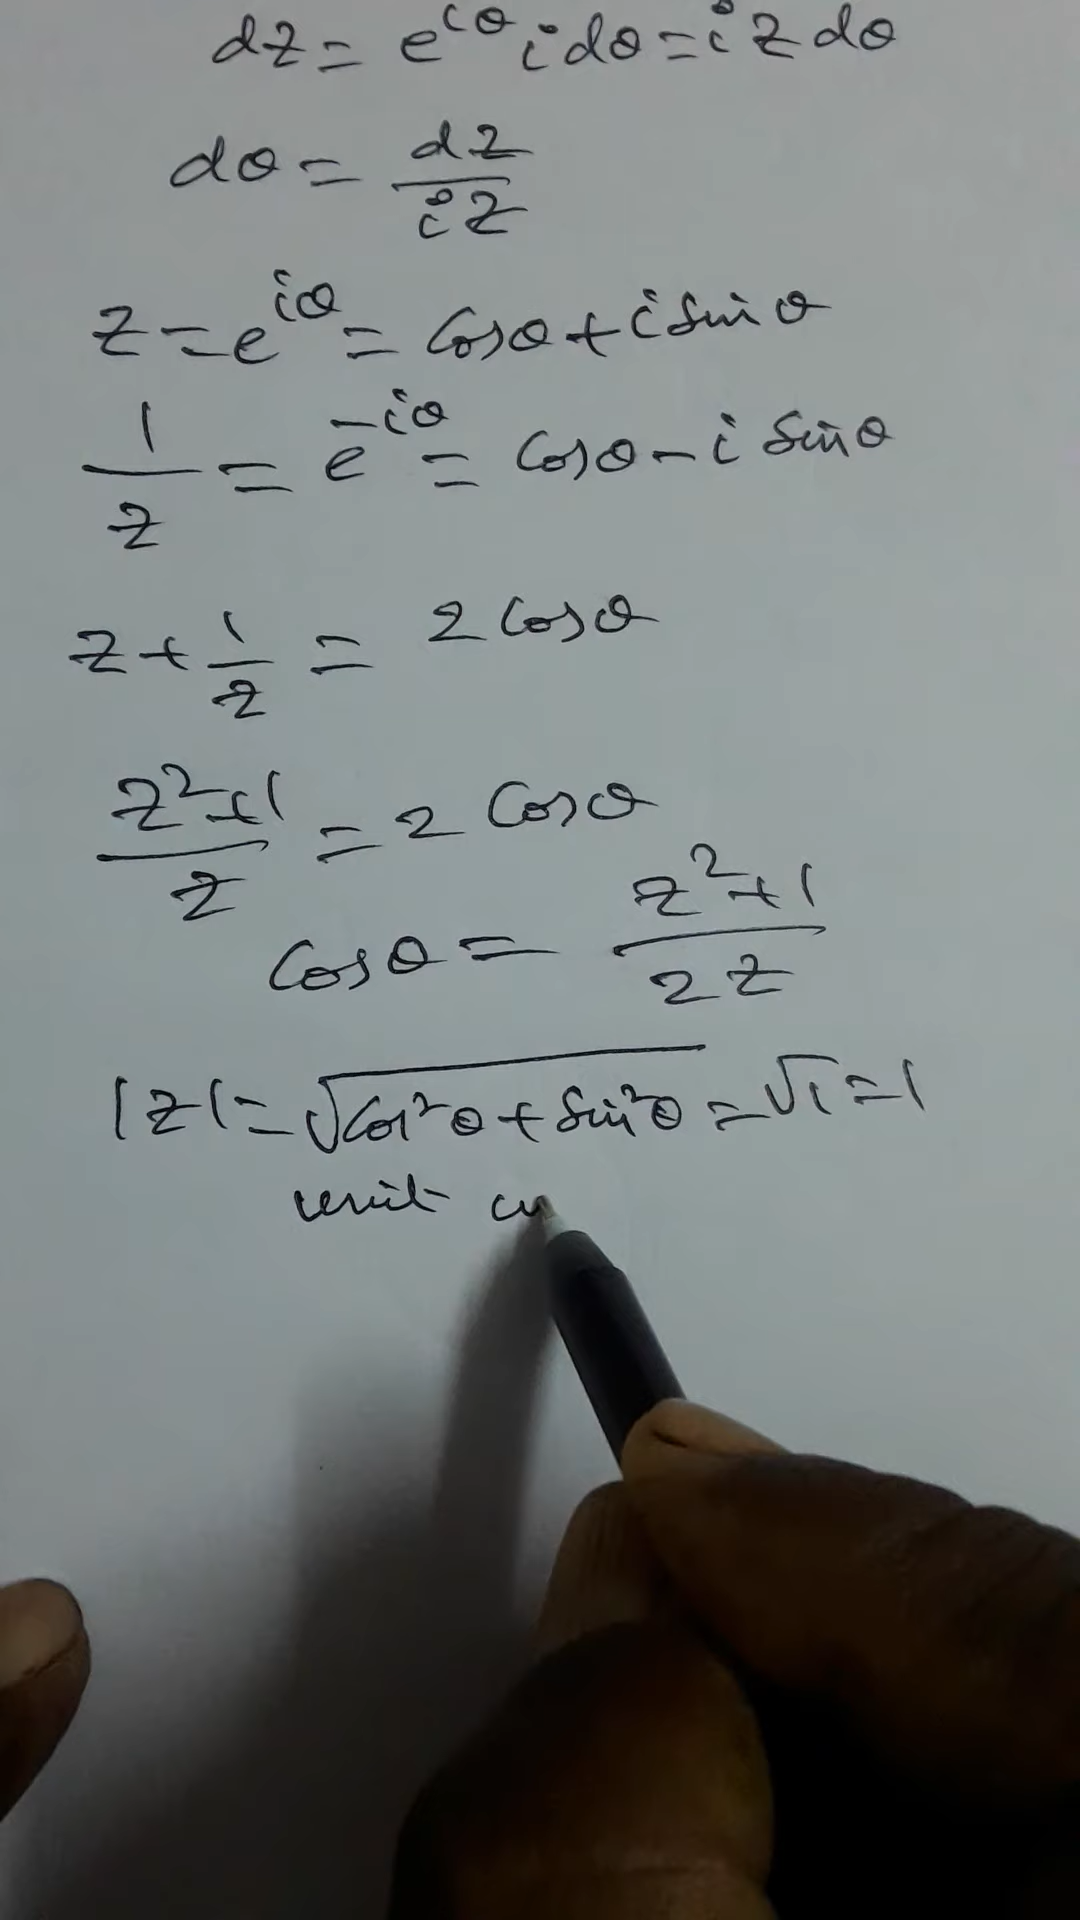 dz = e^{iθ} i dθ = i z dθ
dθ = dz/iz
z = e^{iθ} = Cosθ + i Sinθ
1/z = e^{-iθ} = Cosθ - i Sinθ
z + 1/z = 2 Cosθ
(z²+1)/z = 2 Cosθ
Cosθ = (z²+1)/2z
|z| = √(Cos²θ + Sin²θ) = √1 = 1
unit